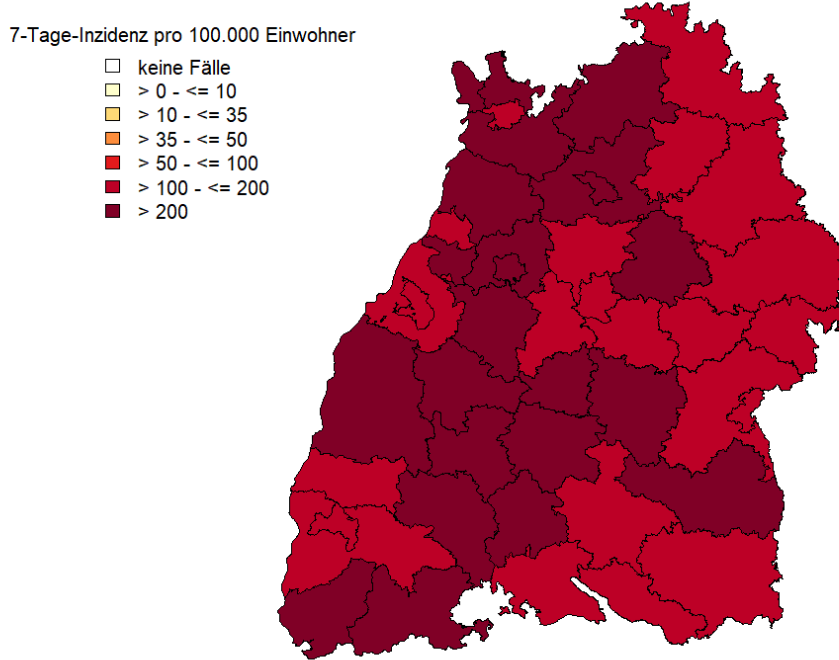 7-Tage-Inzidenz pro 100.000 Einwohner
keine Fälle
> 0 - <= 10
> 10 - <= 35
> 35 - <= 50
> 50 - <= 100
> 100 - <= 200
> 200